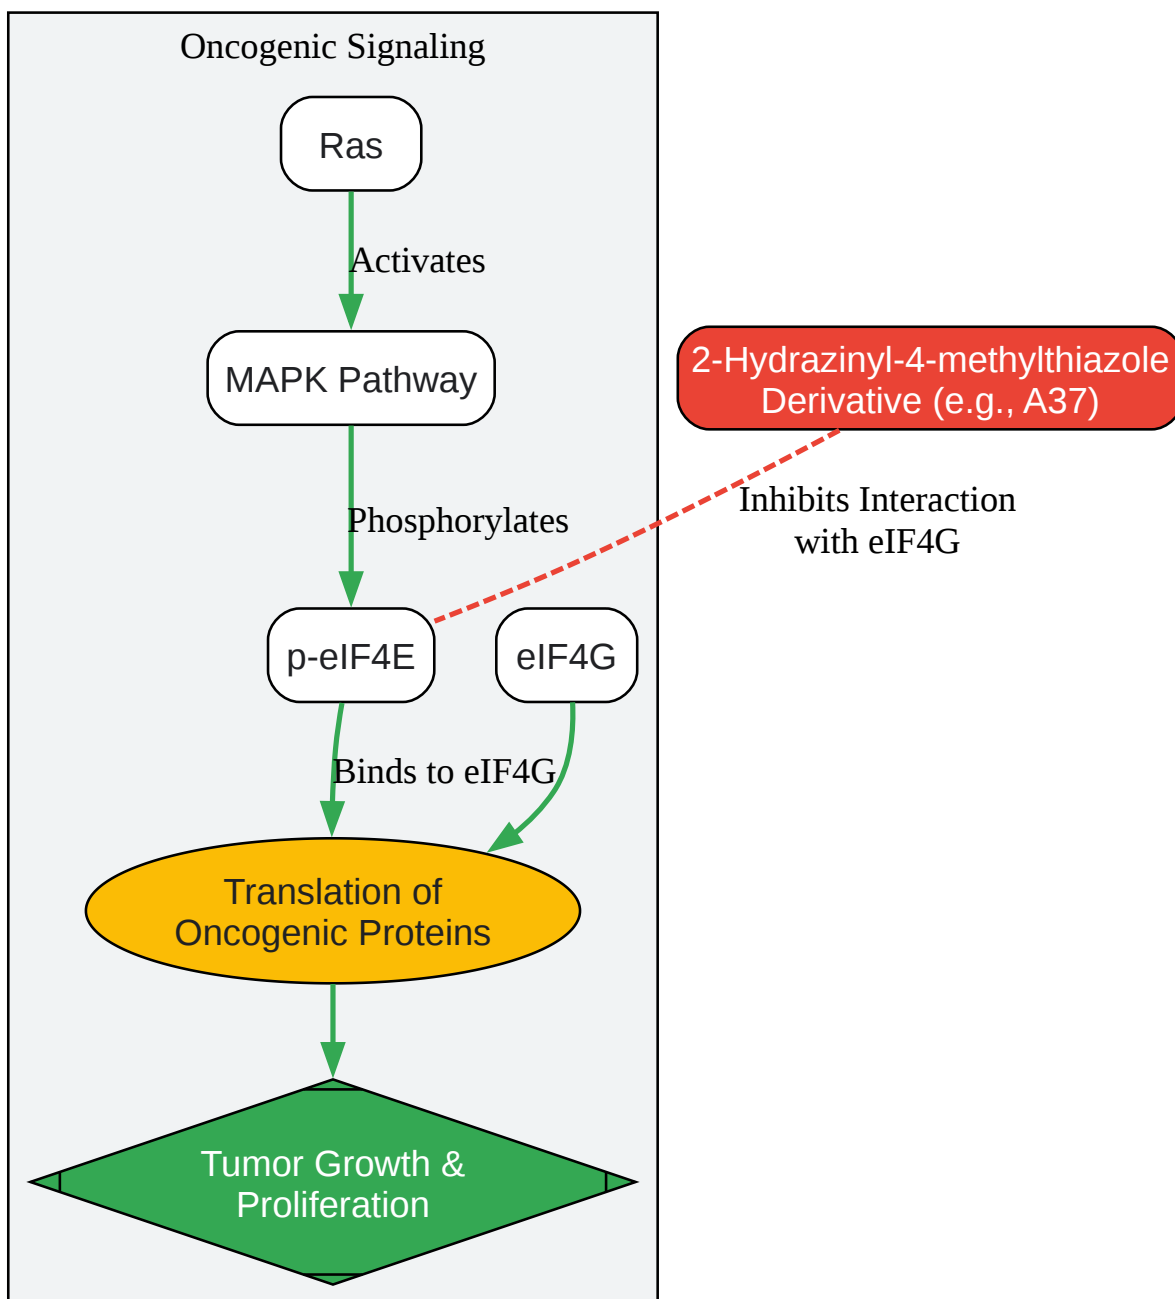 Oncogenic Signaling
Ras
Activates
MAPK Pathway
2-Hydrazinyl-4-methylthiazole
Derivative (e.g., A37)
Phosphorylates
Inhibits Interaction
with eIF4G
p-eIF4E
eIF4G
Binds to eIF4G
Translation of
Oncogenic Proteins
Tumor Growth &
Proliferation